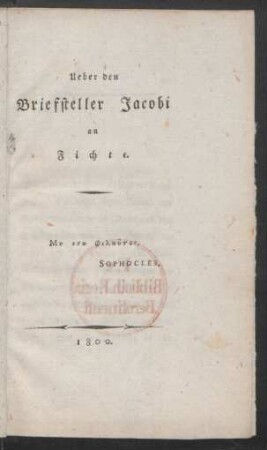 Ueber den
Briefsteller Jacobi
an
Fichte.
SOPHOCLES.
1800.